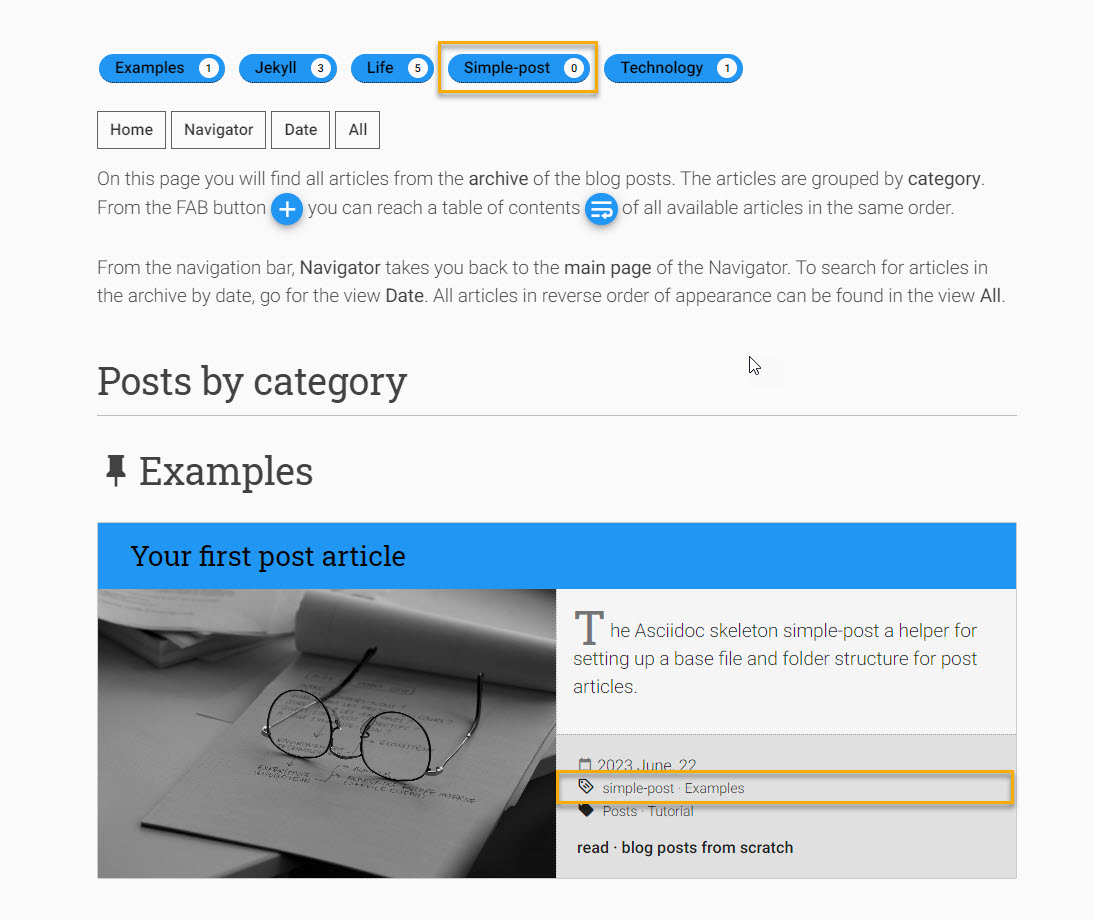 Examples 1 Jekyll 3 Life 5 Simple-post 0 Technology 1
Home Navigator Date All
On this page you will find all articles from the archive of the blog posts. The articles are grouped by category.
From the FAB button you can reach a table of contents of all available articles in the same order.
From the navigation bar, Navigator takes you back to the main page of the Navigator. To search for articles in
the archive by date, go for the view Date. All articles in reverse order of appearance can be found in the view All.
Posts by category
Examples
Your first post article
The Asciidoc skeleton simple-post a helper for
setting up a base file and folder structure for post
articles.
2023 June, 22
simple-post · Examples
Posts · Tutorial
read · blog posts from scratch